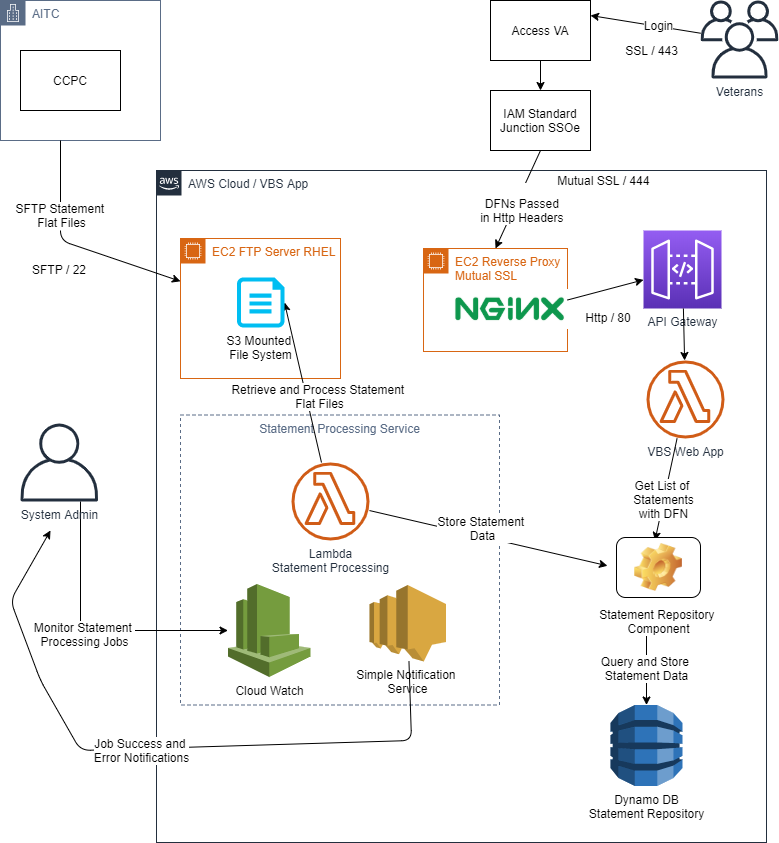 AITC
CCPC
Access VA
Login
SSL / 443
Veterans
IAM Standard
Junction SSOe
aws
AWS Cloud / VBS App
Mutual SSL / 444
SFTP Statement
Flat Files
SFTP / 22
DFNs Passed
in Http Headers
EC2 FTP Server RHEL
S3 Mounted
File System
EC2 Reverse Proxy
Mutual SSL
NGiNX
Http / 80
API Gateway
Retrieve and Process Statement
Flat Files
VBS Web App
Statement Processing Service
System Admin
Get List of
Statements
with DFN
Store Statement
Data
Lambda
Statement Processing
Statement Repository
Component
Monitor Statement
Processing Jobs
Cloud Watch
Simple Notification
Service
Query and Store
Statement Data
Job Success and
Error Notifications
Dynamo DB
Statement Repository